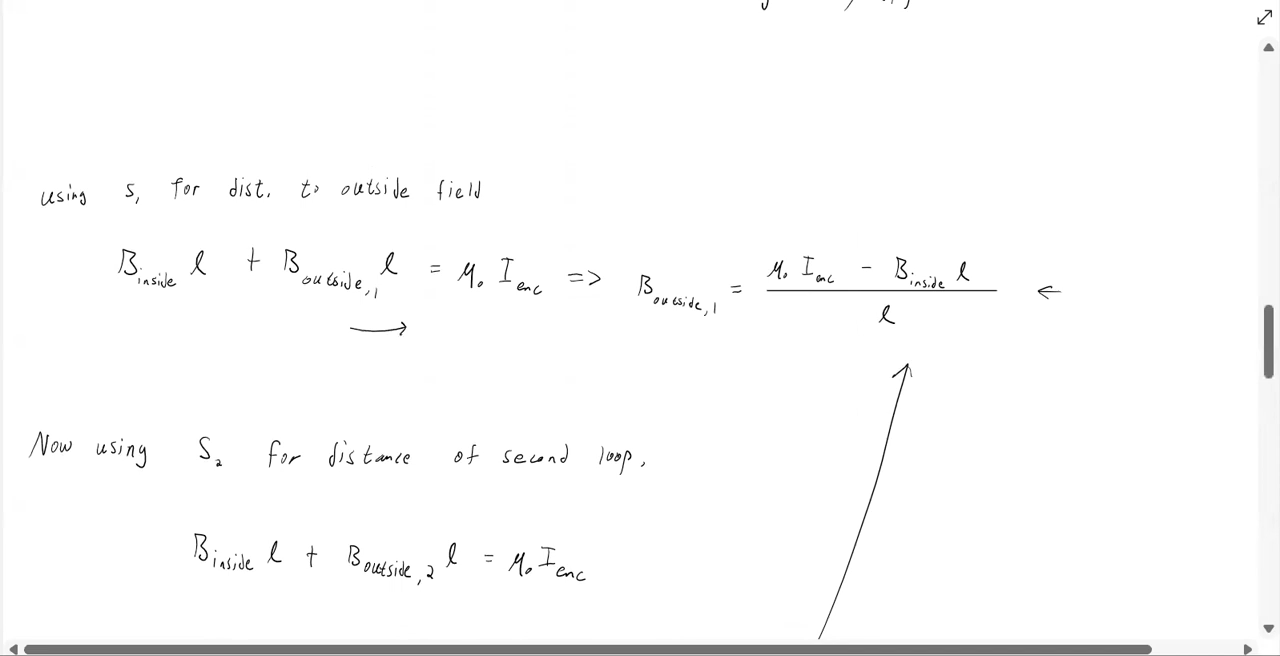 using s₁ for dist. to outside field
B_inside l + B_outside,1 l = μ₀ I_enc => B_outside,1 = (μ₀ I_enc - B_inside l) / l ←
→
Now using S₂ for distance of second loop,
B_inside l + B_outside,2 l = μ₀ I_enc